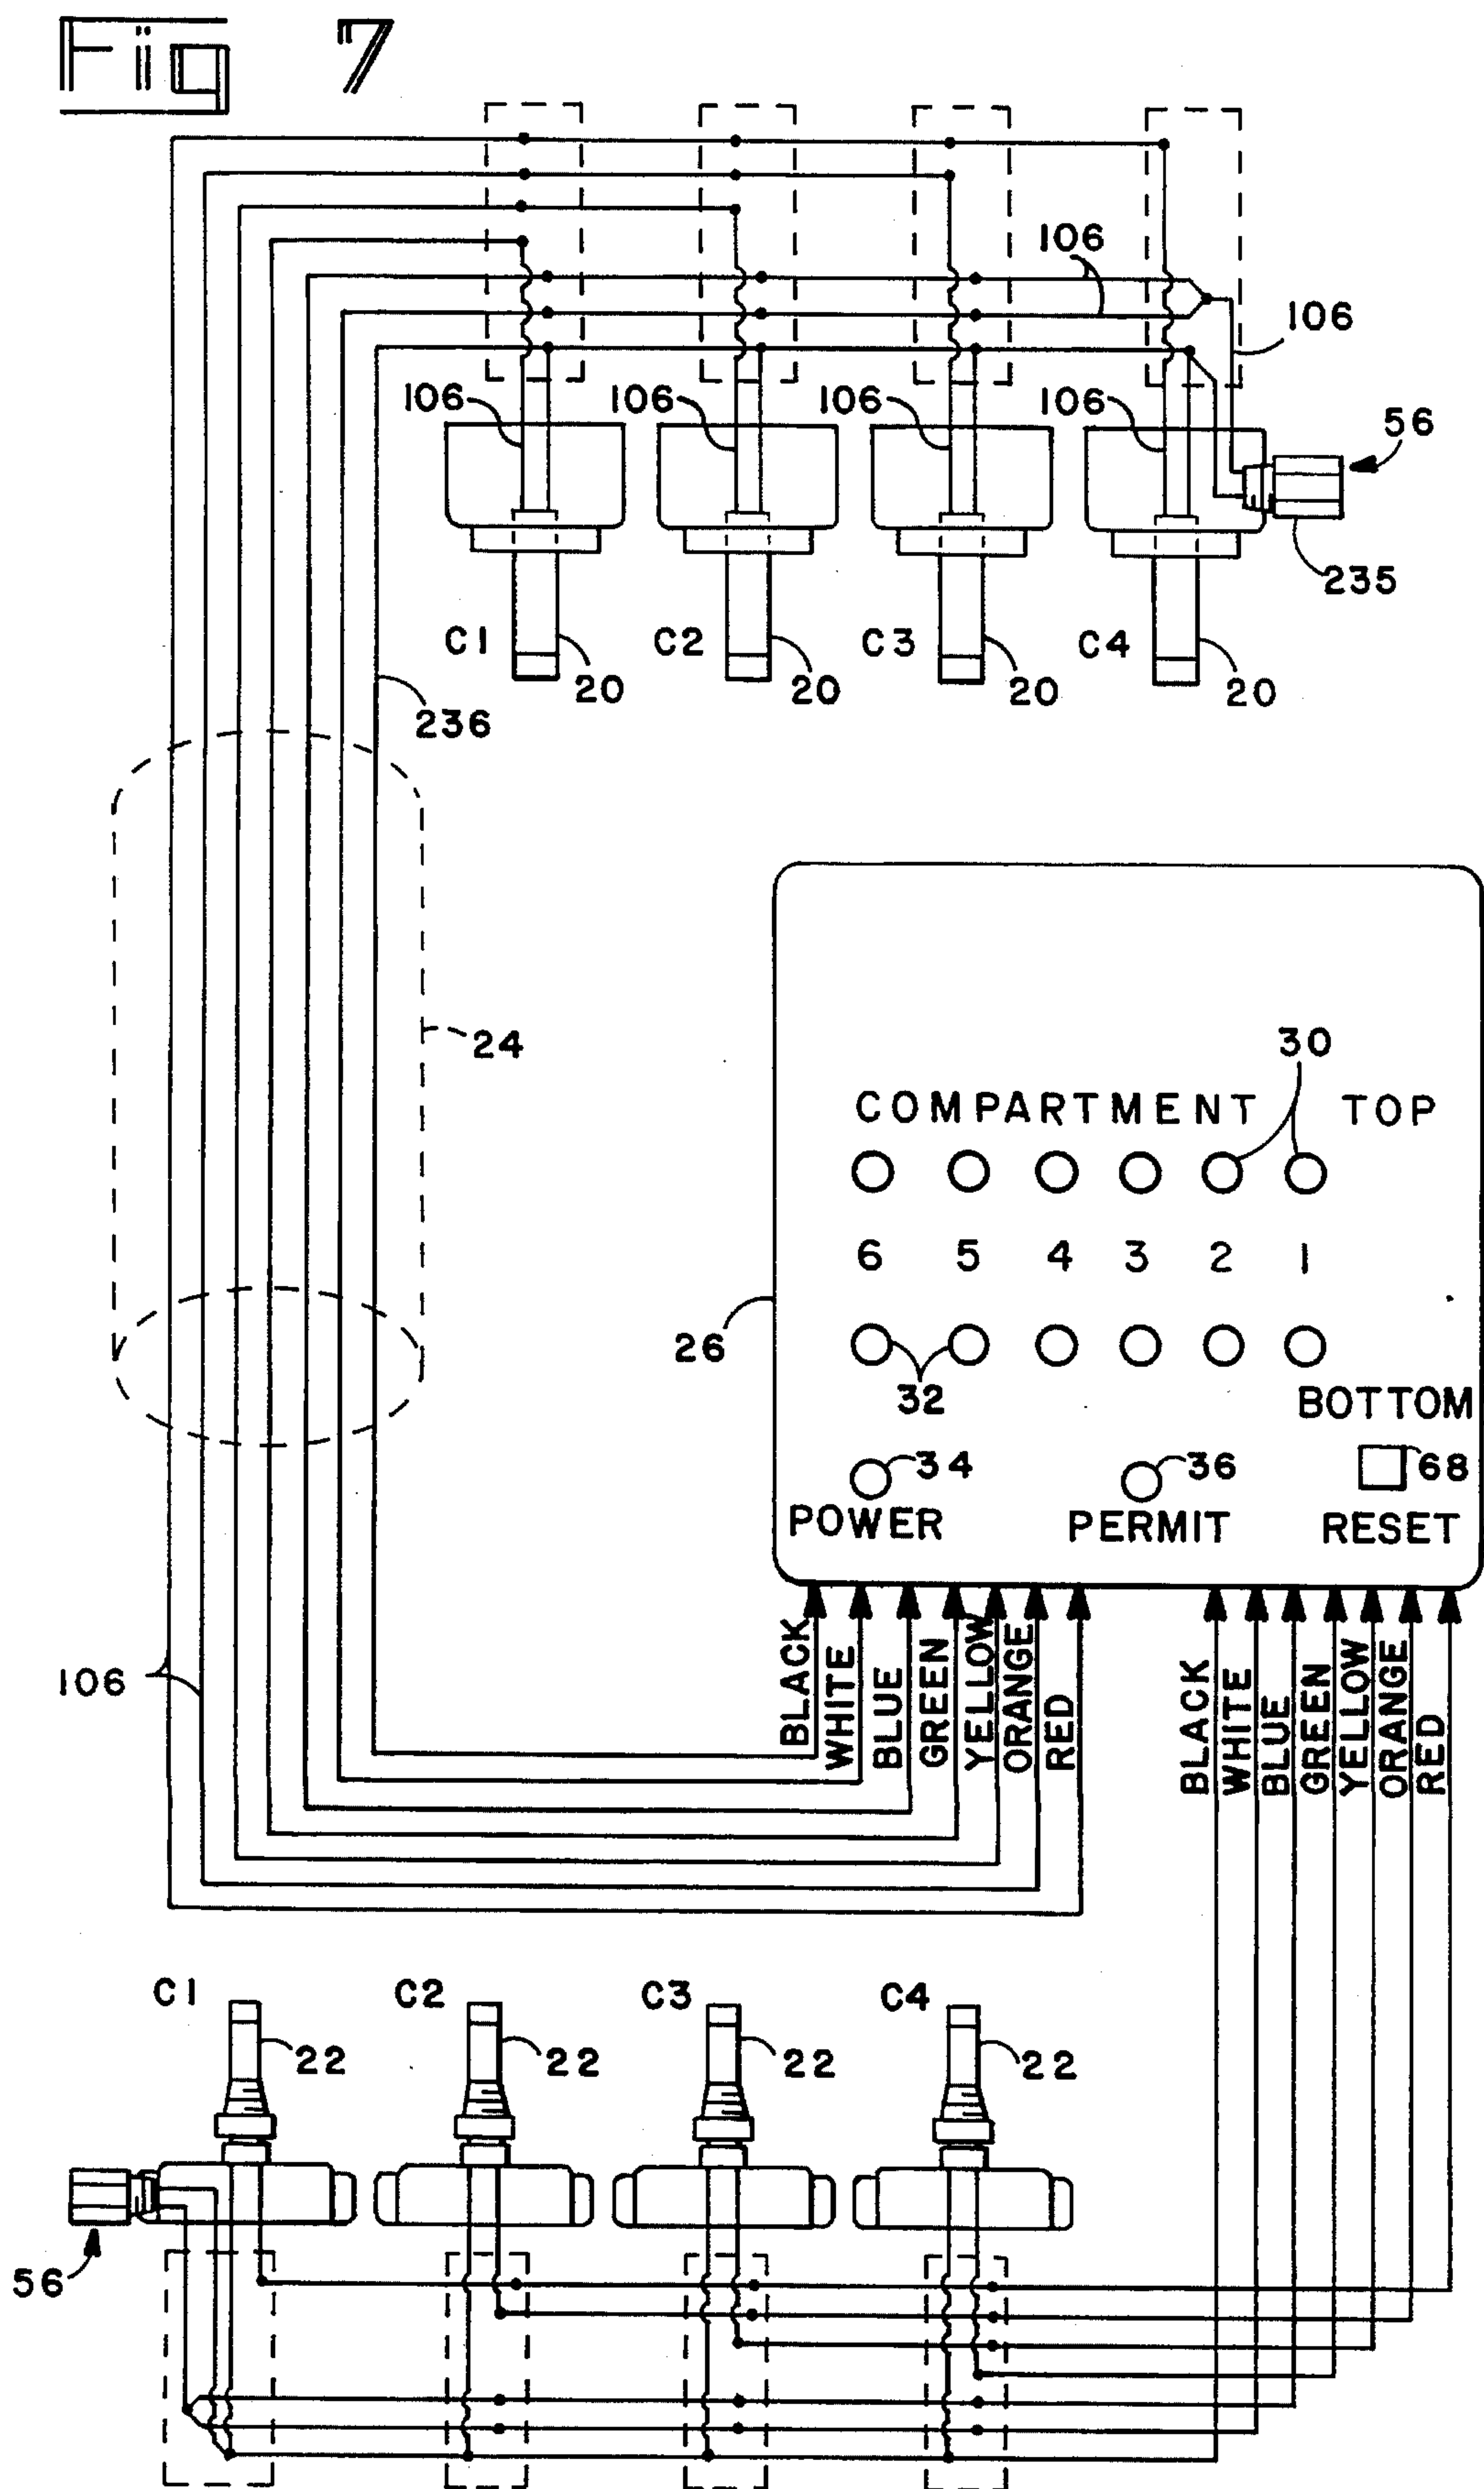 Fig 7
106
106
106 106 106 106
56
235
C1 20 C2 20 C3 20 C4 20
236
24
30
COMPARTMENT TOP
6 5 4 3 2 1
26
32
BOTTOM
34 36 68
POWER PERMIT RESET
BLACK WHITE BLUE GREEN YELLOW ORANGE RED
BLACK WHITE BLUE GREEN YELLOW ORANGE RED
106
C1 C2 C3 C4
22 22 22 22
56